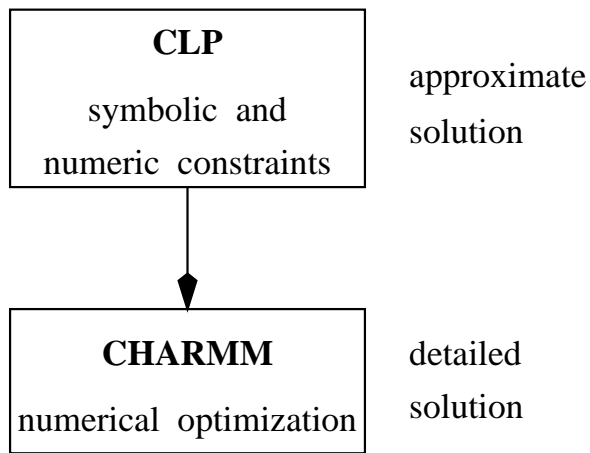 CLP
symbolic and
numeric constraints
approximate
solution
CHARMM
numerical optimization
detailed
solution